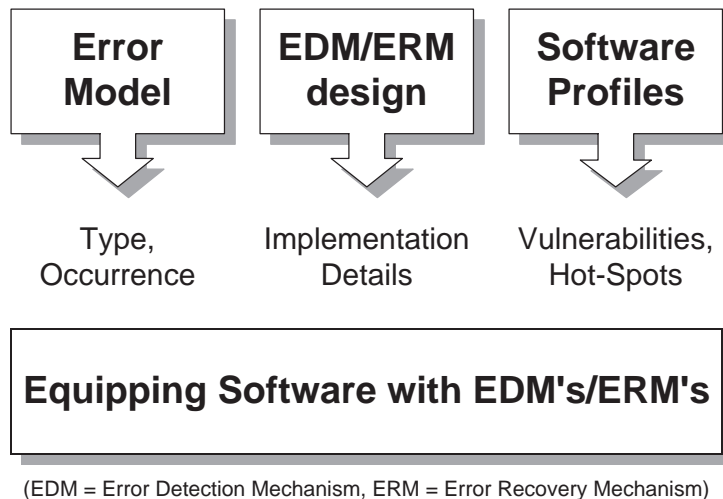 Error
Model
EDM/ERM
design
Software
Profiles
Type,
Occurrence
Implementation
Details
Vulnerabilities,
Hot-Spots
Equipping Software with EDM's/ERM's
(EDM = Error Detection Mechanism, ERM = Error Recovery Mechanism)